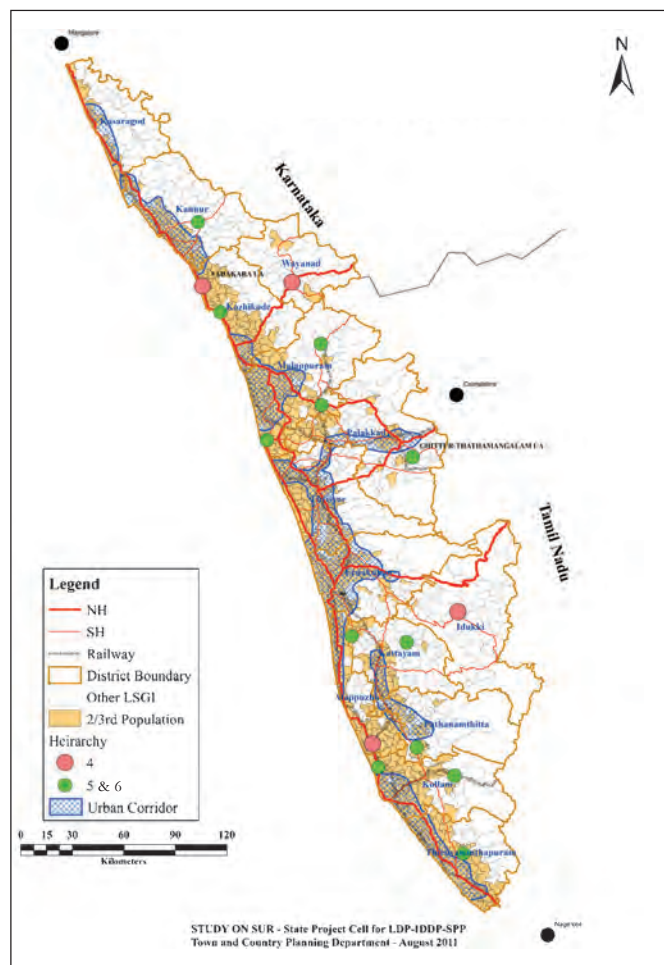 Mangalore
N
Kasaragod
Karnataka
Kannur
Wayanad
VADAKARA UA
Kozhikode
Malappuram
Coimbatore
Palakkad
CHITTUR-THATHAMANGALAM UA
Thrissur
Tamil Nadu
Legend
NH
SH
Railway
District Boundary
Other LSGI
2/3rd Population
Heirarchy
4
5 & 6
Urban Corridor
Idukki
Kottayam
Alappuzha
Pathanamthitta
Kollam
Thiruvananthapuram
0 15 30 60 90 120
Kilometers
STUDY ON SUR - State Project Cell for LDP-IDDP-SPP
Town and Country Planning Department - August 2011